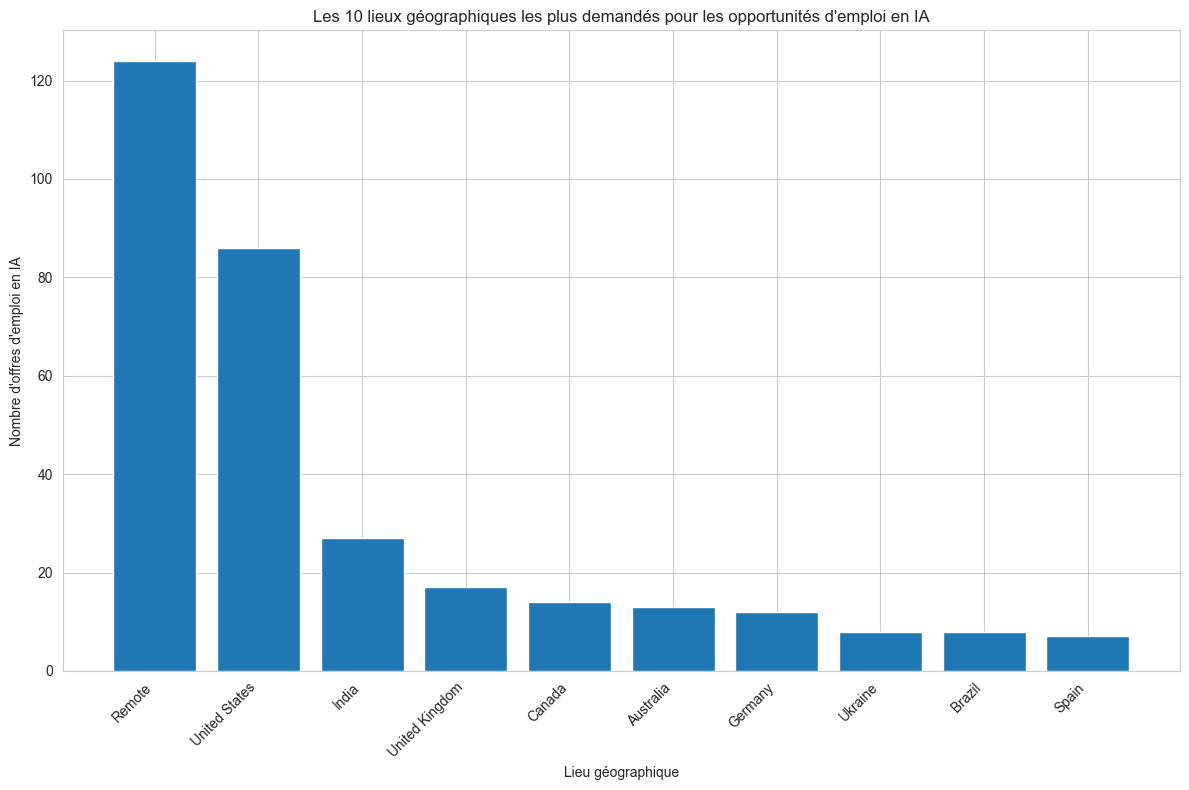 Les 10 lieux géographiques les plus demandés pour les opportunités d'emploi en IA
Nombre d'offres d'emploi en IA
120
100
80
60
40
20
0
Remote
United States
India
United Kingdom
Canada
Australia
Germany
Ukraine
Brazil
Spain
Lieu géographique